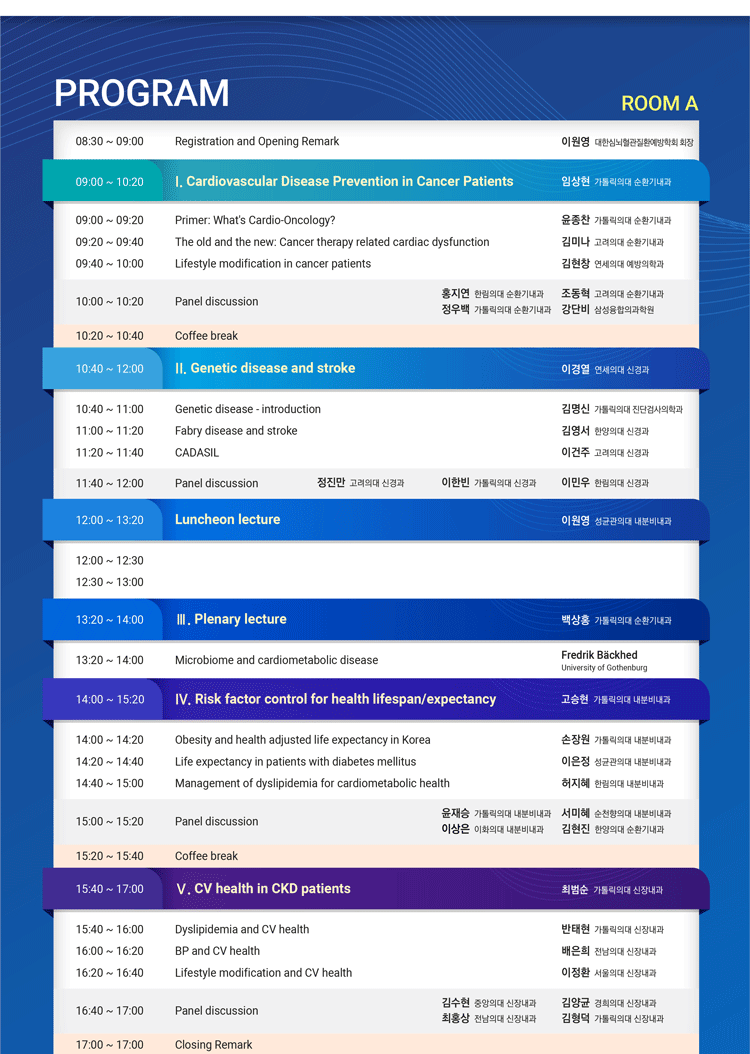 PROGRAM
ROOM A
08:30 ~ 09:00 Registration and Opening Remark 이원영 대한심뇌혈관질환예방학회 회장
09:00 ~ 10:20 Ⅰ. Cardiovascular Disease Prevention in Cancer Patients 임상현 가톨릭의대 순환기내과
09:00 ~ 09:20 Primer: What's Cardio-Oncology? 윤종찬 가톨릭의대 순환기내과
09:20 ~ 09:40 The old and the new: Cancer therapy related cardiac dysfunction 김미나 고려의대 순환기내과
09:40 ~ 10:00 Lifestyle modification in cancer patients 김현창 연세의대 예방의학과
10:00 ~ 10:20 Panel discussion 홍지연 한림의대 순환기내과 조동혁 고려의대 순환기내과
정우백 가톨릭의대 순환기내과 강단비 삼성융합의과학원
10:20 ~ 10:40 Coffee break
10:40 ~ 12:00 Ⅱ. Genetic disease and stroke 이경열 연세의대 신경과
10:40 ~ 11:00 Genetic disease - introduction 김명신 가톨릭의대 진단검사의학과
11:00 ~ 11:20 Fabry disease and stroke 김영서 한양의대 신경과
11:20 ~ 11:40 CADASIL 이건주 고려의대 신경과
11:40 ~ 12:00 Panel discussion 정진만 고려의대 신경과 이한빈 가톨릭의대 신경과 이민우 한림의대 신경과
12:00 ~ 13:20 Luncheon lecture 이원영 성균관의대 내분비내과
12:00 ~ 12:30
12:30 ~ 13:00
13:20 ~ 14:00 Ⅲ. Plenary lecture 백상홍 가톨릭의대 순환기내과
13:20 ~ 14:00 Microbiome and cardiometabolic disease Fredrik Bäckhed
University of Gothenburg
14:00 ~ 15:20 Ⅳ. Risk factor control for health lifespan/expectancy 고승현 가톨릭의대 내분비내과
14:00 ~ 14:20 Obesity and health adjusted life expectancy in Korea 손장원 가톨릭의대 내분비내과
14:20 ~ 14:40 Life expectancy in patients with diabetes mellitus 이은정 성균관의대 내분비내과
14:40 ~ 15:00 Management of dyslipidemia for cardiometabolic health 허지혜 한림의대 내분비내과
15:00 ~ 15:20 Panel discussion 윤재승 가톨릭의대 내분비내과 서미혜 순천향의대 내분비내과
이상은 이화의대 내분비내과 김현진 한양의대 순환기내과
15:20 ~ 15:40 Coffee break
15:40 ~ 17:00 Ⅴ. CV health in CKD patients 최범순 가톨릭의대 신장내과
15:40 ~ 16:00 Dyslipidemia and CV health 반태현 가톨릭의대 신장내과
16:00 ~ 16:20 BP and CV health 배은희 전남의대 신장내과
16:20 ~ 16:40 Lifestyle modification and CV health 이정환 서울의대 신장내과
16:40 ~ 17:00 Panel discussion 김수현 중앙의대 신장내과 김양균 경희의대 신장내과
최홍상 전남의대 신장내과 김형덕 가톨릭의대 신장내과
17:00 ~ 17:00 Closing Remark